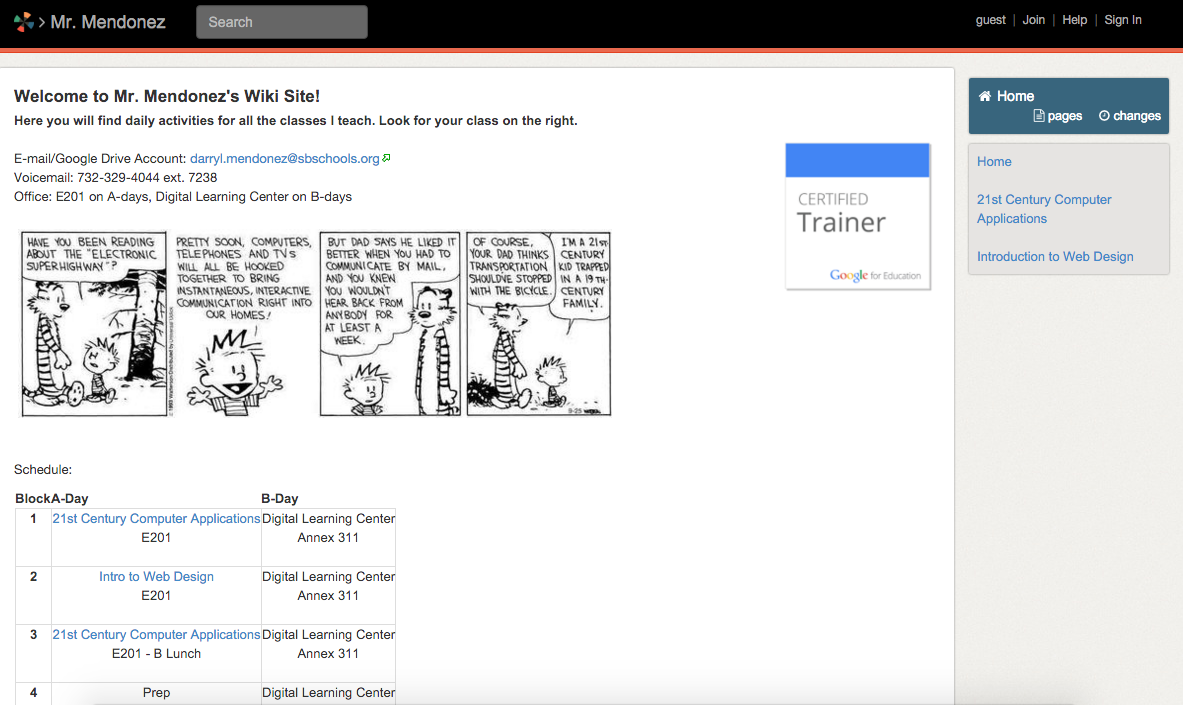 Mr. Mendonez
Search
guest | Join | Help | Sign In
Welcome to Mr. Mendonez's Wiki Site!
Here you will find daily activities for all the classes I teach. Look for your class on the right.
E-mail/Google Drive Account: darryl.mendonez@sbschools.org
Voicemail: 732-329-4044 ext. 7238
Office: E201 on A-days, Digital Learning Center on B-days
CERTIFIED
Trainer
Google for Education
Home
pages
changes
Home
21st Century Computer
Applications
Introduction to Web Design
HAVE YOU BEEN READING
ABOUT THE "ELECTRONIC
SUPERHIGHWAY"?
PRETTY SOON, COMPUTERS,
TELEPHONES AND TVs
WILL ALL BE HOOKED
TOGETHER TO BRING
INSTANTANEOUS, INTERACTIVE
COMMUNICATION RIGHT INTO
OUR HOMES!
BUT DAD SAYS HE LIKED IT
BETTER WHEN YOU HAD TO
COMMUNICATE BY MAIL,
AND YOU KNEW
YOU WOULDN'T
HEAR BACK FROM
ANYBODY FOR
AT LEAST A
WEEK.
OF COURSE,
YOUR DAD THINKS
TRANSPORTATION
SHOULD'VE STOPPED
WITH THE BICYCLE.
I'M A 21ST-
CENTURY
KID TRAPPED
IN A 19TH-
CENTURY
FAMILY.
Schedule:
Block A-Day B-Day
1 21st Century Computer Applications Digital Learning Center
E201 Annex 311
2 Intro to Web Design Digital Learning Center
E201 Annex 311
3 21st Century Computer Applications Digital Learning Center
E201 - B Lunch Annex 311
4 Prep Digital Learning Center